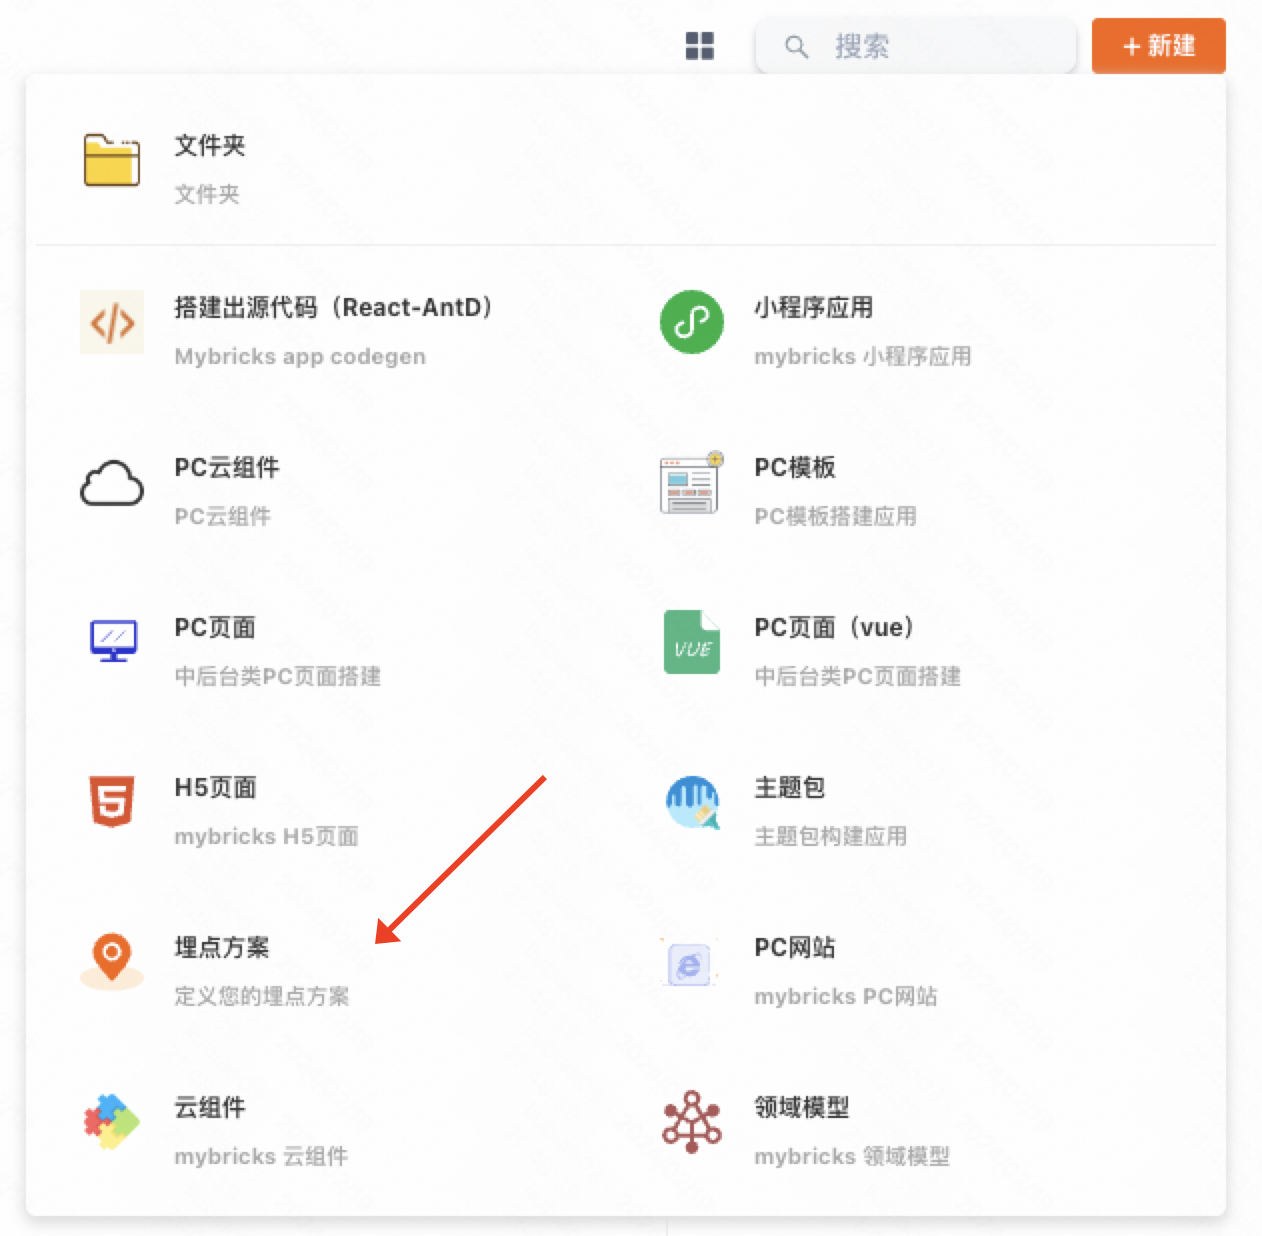 搜索
+ 新建
文件夹
文件夹
搭建出源代码（React-AntD）
Mybricks app codegen
小程序应用
mybricks 小程序应用
PC云组件
PC云组件
PC模板
PC模板搭建应用
PC页面
中后台类PC页面搭建
VUE
PC页面（vue）
中后台类PC页面搭建
5
H5页面
mybricks H5页面
主题包
主题包构建应用
埋点方案
定义您的埋点方案
PC网站
mybricks PC网站
云组件
mybricks 云组件
领域模型
mybricks 领域模型